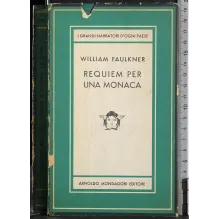 I GRANDI NARRATORI D'OGNI PAESE
WILLIAM FAULKNER
REQUIEM PER
UNA MONACA
ARNOLDO MONDADORI EDITORE